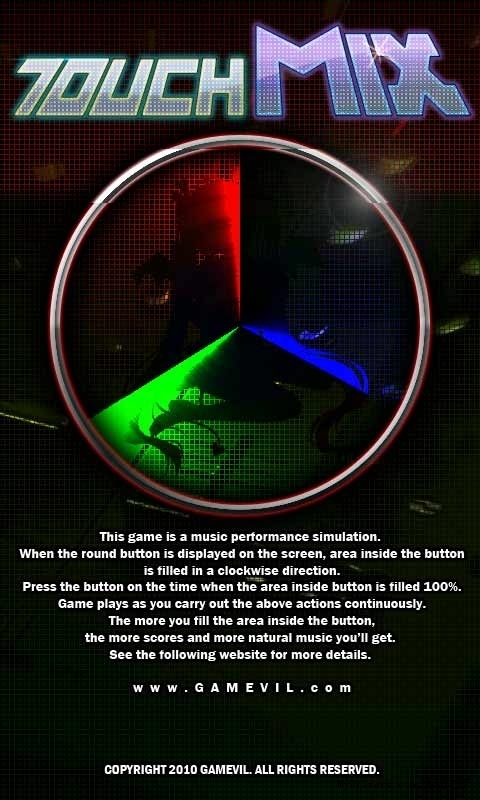 TOUCH MIX
This game is a music performance simulation.
When the round button is displayed on the screen, area inside the button
is filled in a clockwise direction.
Press the button on the time when the area inside button is filled 100%.
Game plays as you carry out the above actions continuously.
The more you fill the area inside the button,
the more scores and more natural music you'll get.
See the following website for more details.
www.GAMEVIL.com
COPYRIGHT 2010 GAMEVIL. ALL RIGHTS RESERVED.